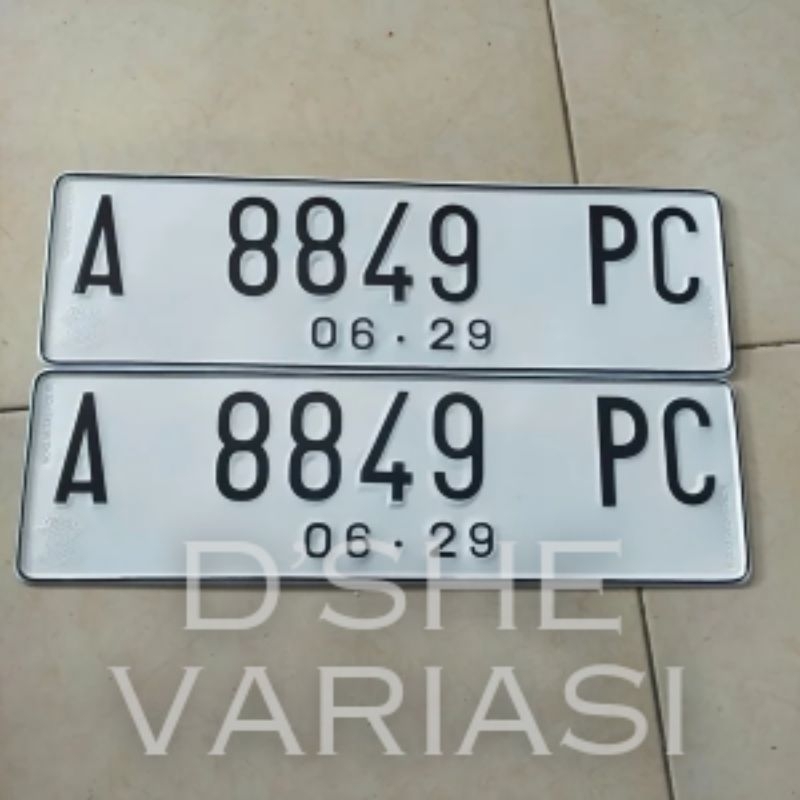 A 8849 PC
06 · 29
A 8849 PC
06 · 29
D'SHE
VARIASI